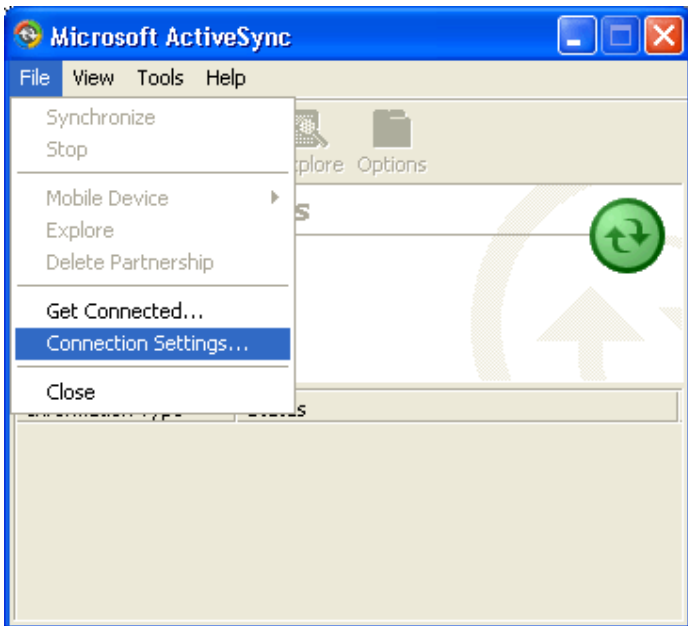 Microsoft ActiveSync
File View Tools Help
Synchronize
Stop
Options
Mobile Device
Explore
Delete Partnership
Get Connected...
Connection Settings...
Close